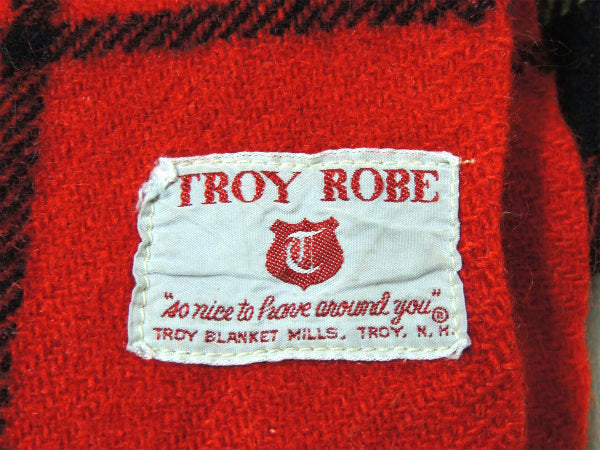 TROY ROBE
T
"so nice to have around you"®
TROY BLANKET MILLS, TROY, N. H.